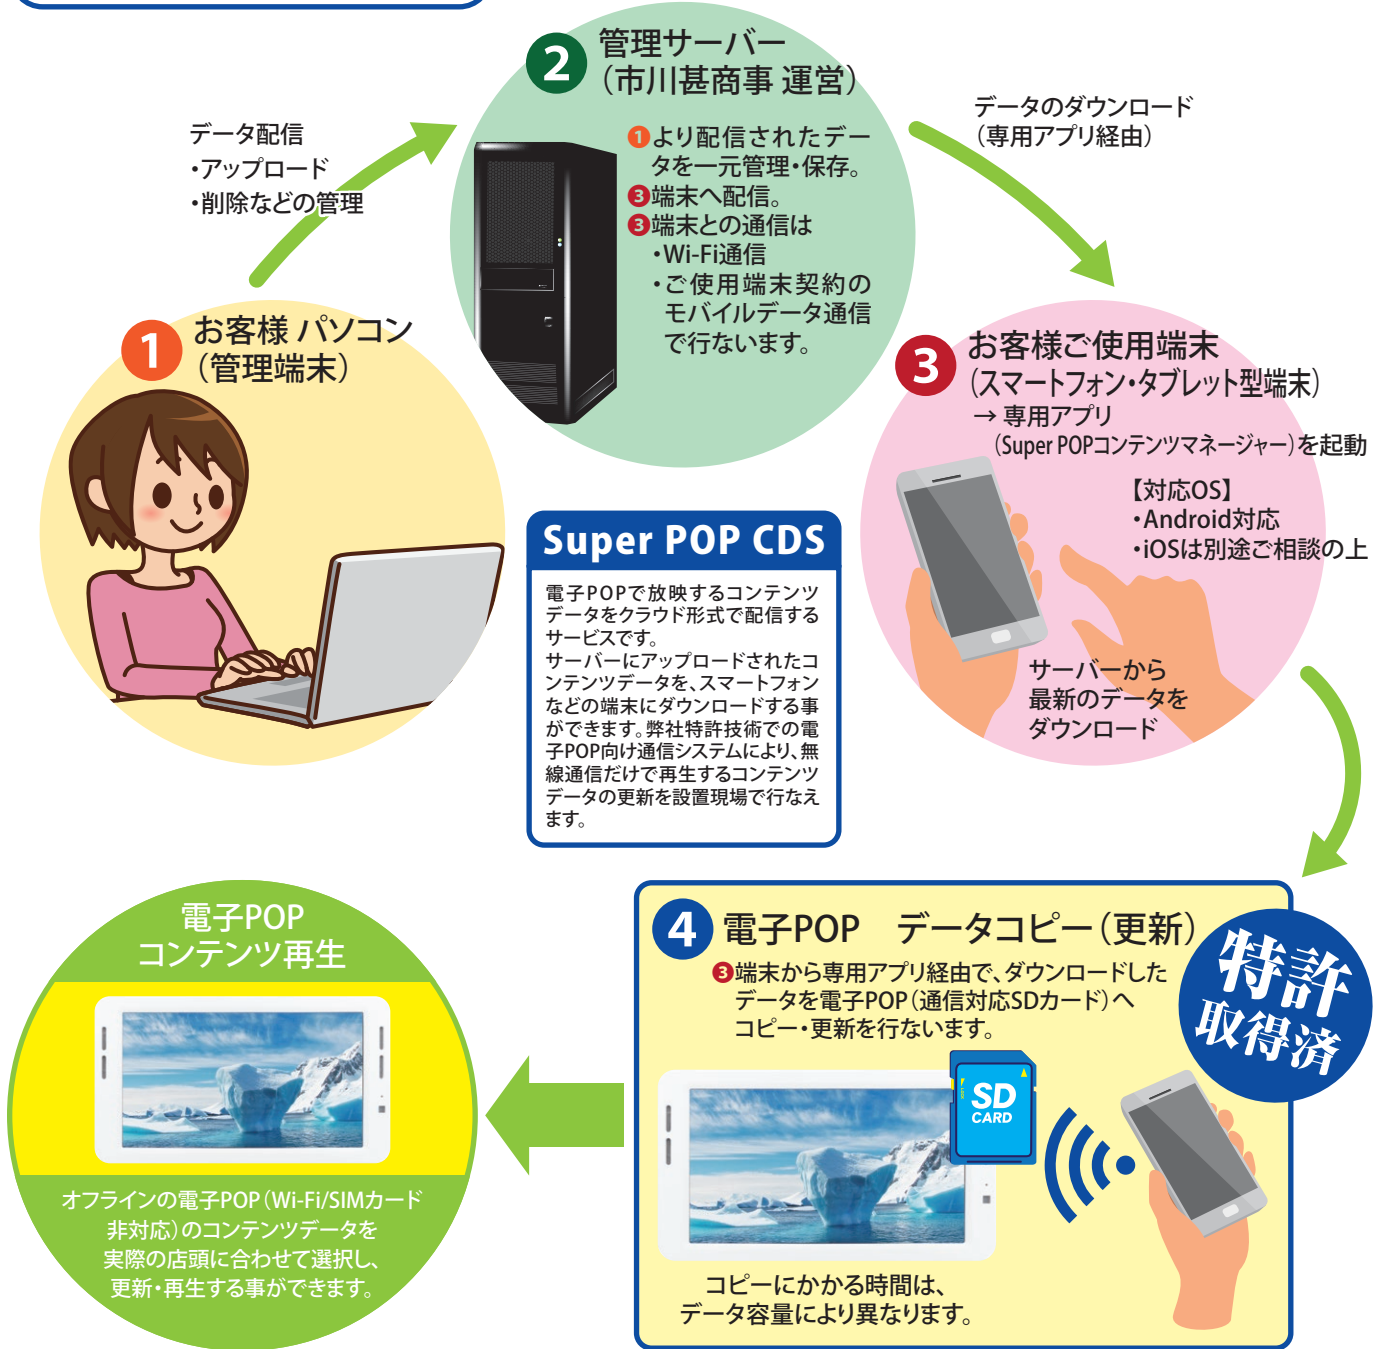 2 管理サーバー
（市川甚商事 運営）
❶より配信されたデー
タを一元管理・保存。
❸端末へ配信。
❸端末との通信は
・Wi-Fi通信
・ご使用端末契約の
モバイルデータ通信
で行ないます。
データ配信
・アップロード
・削除などの管理
データのダウンロード
（専用アプリ経由）
1 お客様 パソコン
（管理端末）
3 お客様ご使用端末
（スマートフォン・タブレット型端末）
→ 専用アプリ
（Super POPコンテンツマネージャー）を起動
【対応OS】
・Android対応
・iOSは別途ご相談の上
サーバーから
最新のデータを
ダウンロード
Super POP CDS
電子POPで放映するコンテンツ
データをクラウド形式で配信する
サービスです。
サーバーにアップロードされたコ
ンテンツデータを、スマートフォン
などの端末にダウンロードする事
ができます。弊社特許技術での電
子POP向け通信システムにより、無
線通信だけで再生するコンテンツ
データの更新を設置現場で行なえ
ます。
4 電子POP　データコピー（更新）
❸端末から専用アプリ経由で、ダウンロードした
データを電子POP（通信対応SDカード）へ
コピー・更新を行ないます。
特許
取得済
SD
CARD
コピーにかかる時間は、
データ容量により異なります。
電子POP
コンテンツ再生
オフラインの電子POP（Wi-Fi/SIMカード
非対応）のコンテンツデータを
実際の店頭に合わせて選択し、
更新・再生する事ができます。